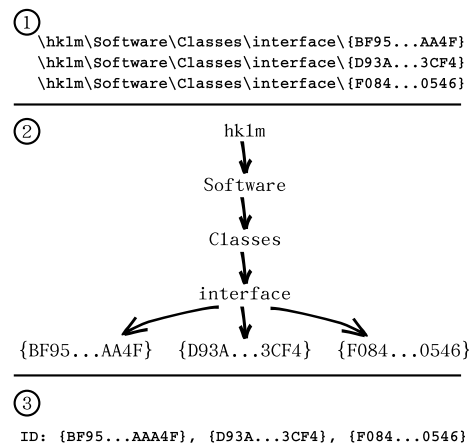 1
\hklm\Software\Classes\interface\{BF95...AA4F}
\hklm\Software\Classes\interface\{D93A...3CF4}
\hklm\Software\Classes\interface\{F084...0546}
2
hklm
Software
Classes
interface
{BF95...AA4F} {D93A...3CF4} {F084...0546}
3
ID: {BF95...AAA4F}, {D93A...3CF4}, {F084...0546}